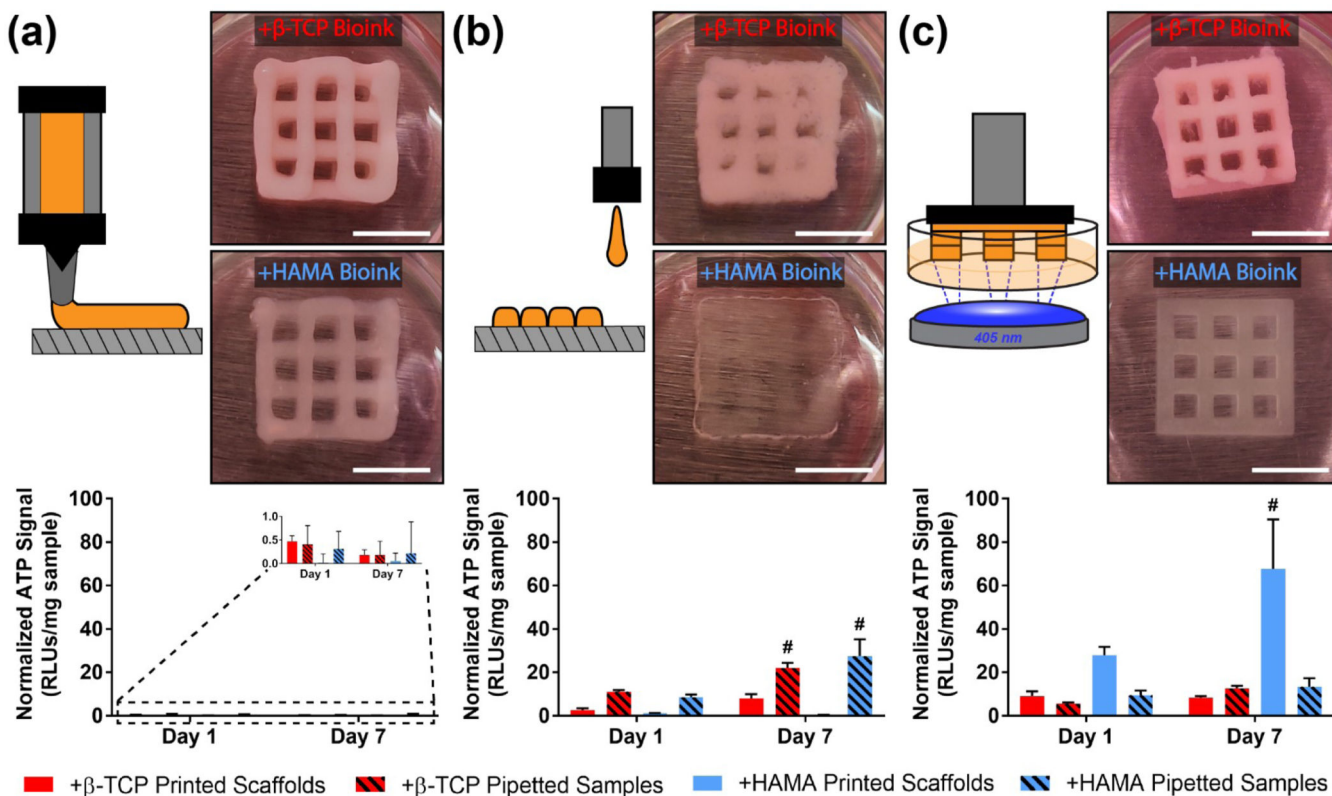 (a)
+β-TCP Bioink
+HAMA Bioink
Normalized ATP Signal
(RLUs/mg sample)
100
80
60
40
20
0
1.0
0.5
0.0
Day 1
Day 7
Day 1
Day 7
(b)
+β-TCP Bioink
+HAMA Bioink
Normalized ATP Signal
(RLUs/mg sample)
100
80
60
40
20
0
#
#
Day 1
Day 7
(c)
+β-TCP Bioink
405 nm
+HAMA Bioink
Normalized ATP Signal
(RLUs/mg sample)
100
80
60
40
20
0
#
Day 1
Day 7
+β-TCP Printed Scaffolds
+β-TCP Pipetted Samples
+HAMA Printed Scaffolds
+HAMA Pipetted Samples